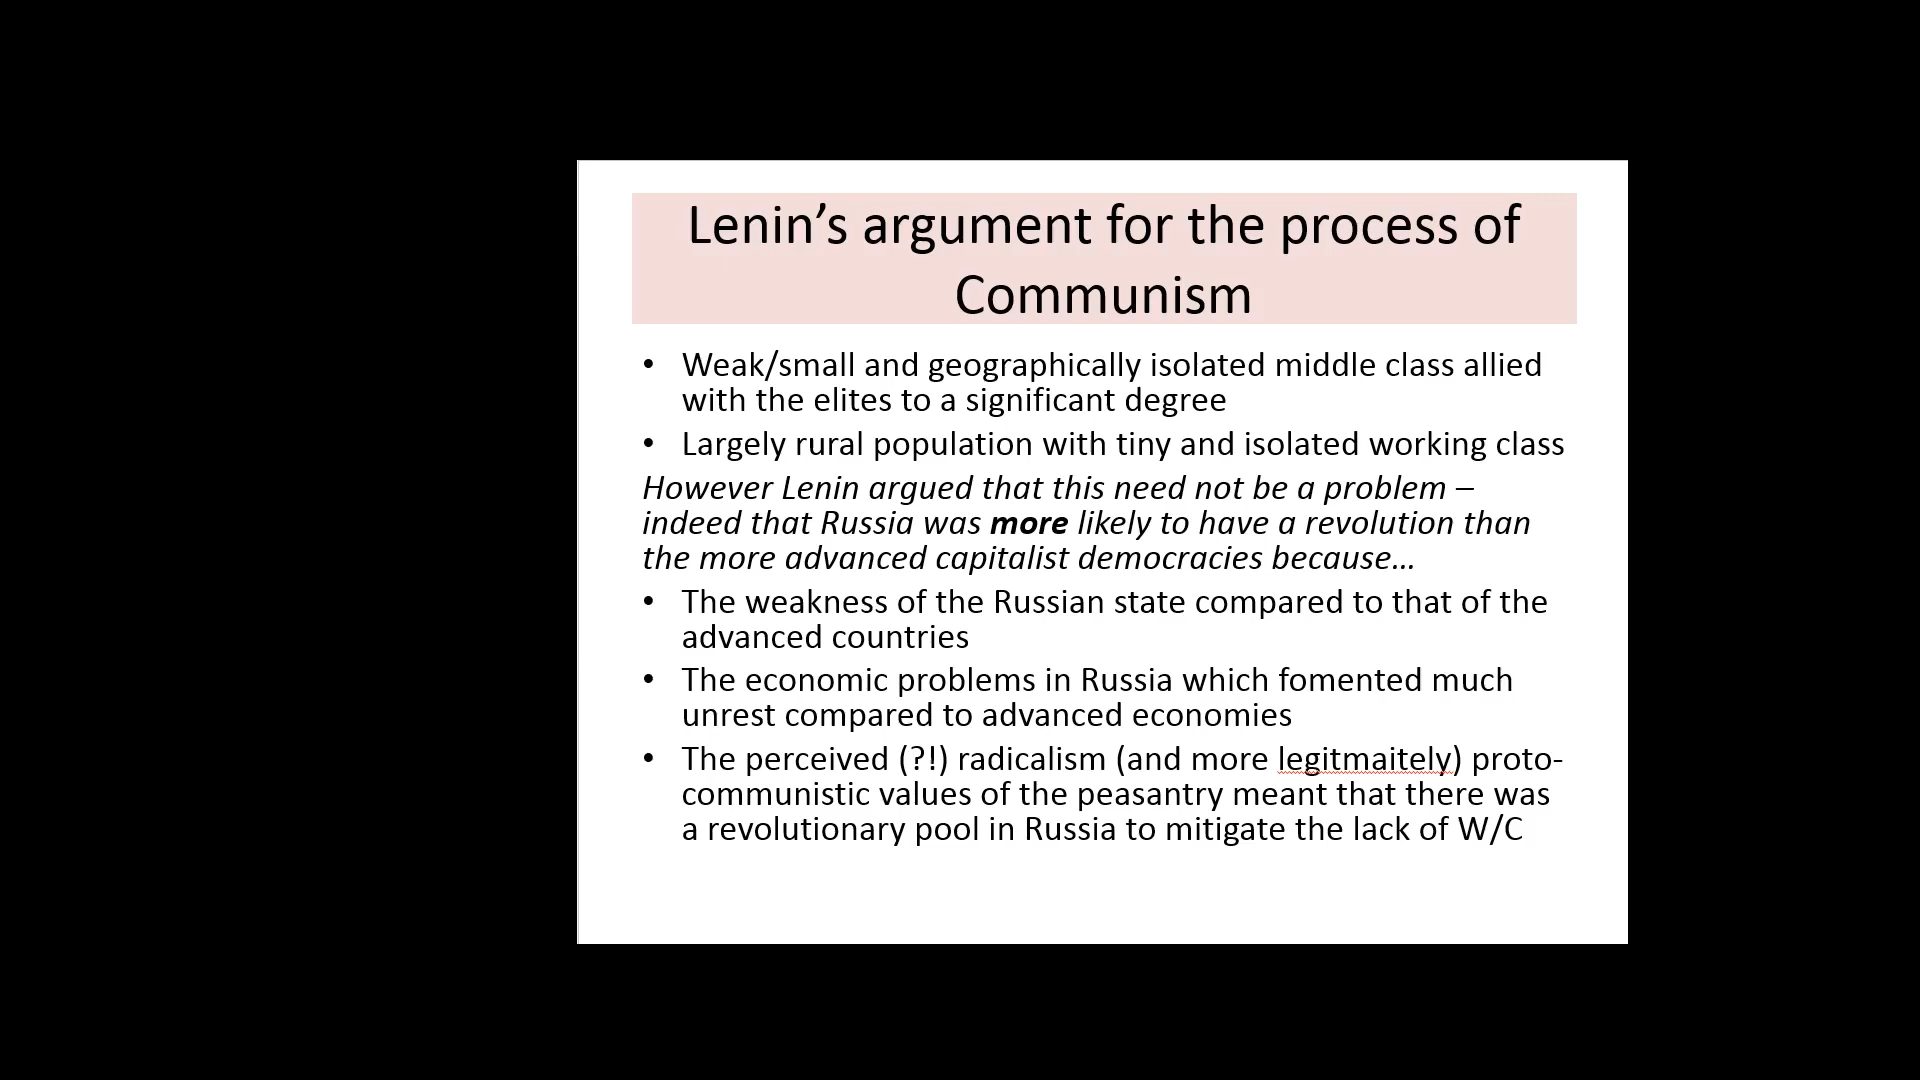 Lenin’s argument for the process of
Communism
• Weak/small and geographically isolated middle class allied
with the elites to a significant degree
• Largely rural population with tiny and isolated working class
However Lenin argued that this need not be a problem –
indeed that Russia was more likely to have a revolution than
the more advanced capitalist democracies because…
• The weakness of the Russian state compared to that of the
advanced countries
• The economic problems in Russia which fomented much
unrest compared to advanced economies
• The perceived (?!) radicalism (and more legitmaitely) proto-
communistic values of the peasantry meant that there was
a revolutionary pool in Russia to mitigate the lack of W/C